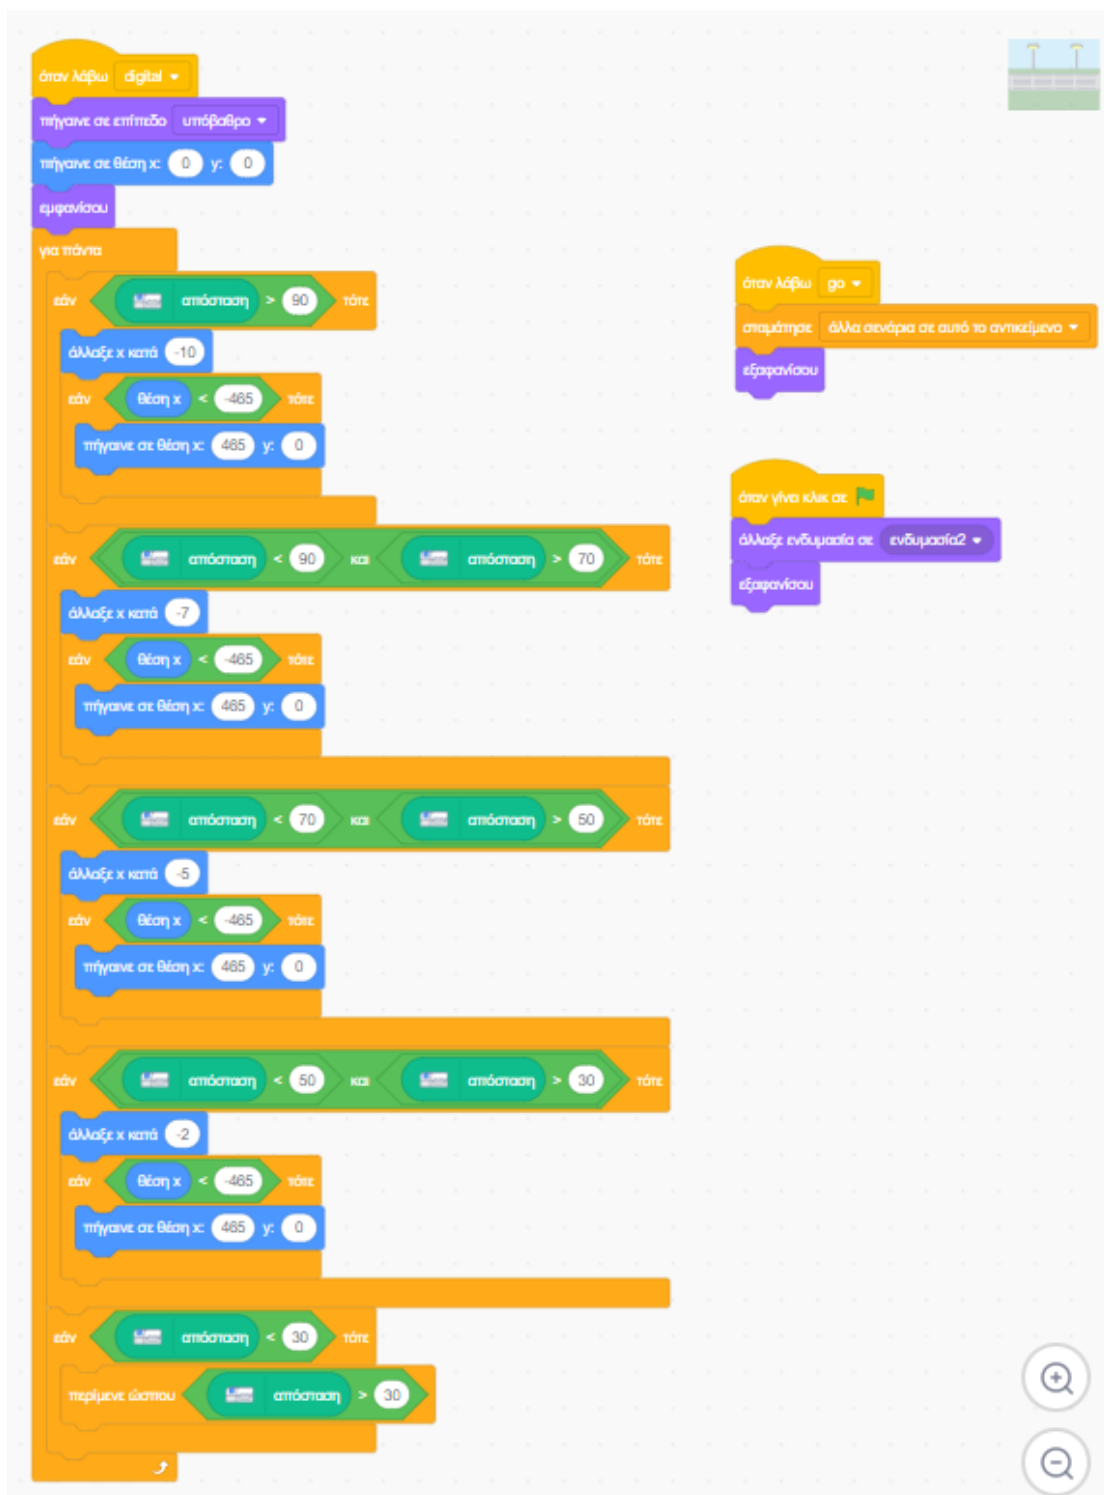 όταν λάβω digital
πήγαινε σε επίπεδο υπόβαθρο
πήγαινε σε θέση x: 0 y: 0
εμφανίσου
για πάντα
εάν απόσταση > 90 τότε
άλλαξε x κατά -10
εάν θέση x < -465 τότε
πήγαινε σε θέση x: 465 y: 0
εάν απόσταση < 90 και απόσταση > 70 τότε
άλλαξε x κατά -7
εάν θέση x < -465 τότε
πήγαινε σε θέση x: 465 y: 0
εάν απόσταση < 70 και απόσταση > 50 τότε
άλλαξε x κατά -5
εάν θέση x < -465 τότε
πήγαινε σε θέση x: 465 y: 0
εάν απόσταση < 50 και απόσταση > 30 τότε
άλλαξε x κατά -2
εάν θέση x < -465 τότε
πήγαινε σε θέση x: 465 y: 0
εάν απόσταση < 30 τότε
περίμενε ώσπου απόσταση > 30
όταν λάβω go
σταμάτησε άλλα σενάρια σε αυτό το αντικείμενο
εξαφανίσου
όταν γίνει κλικ σε
άλλαξε ενδυμασία σε ενδυμασία2
εξαφανίσου